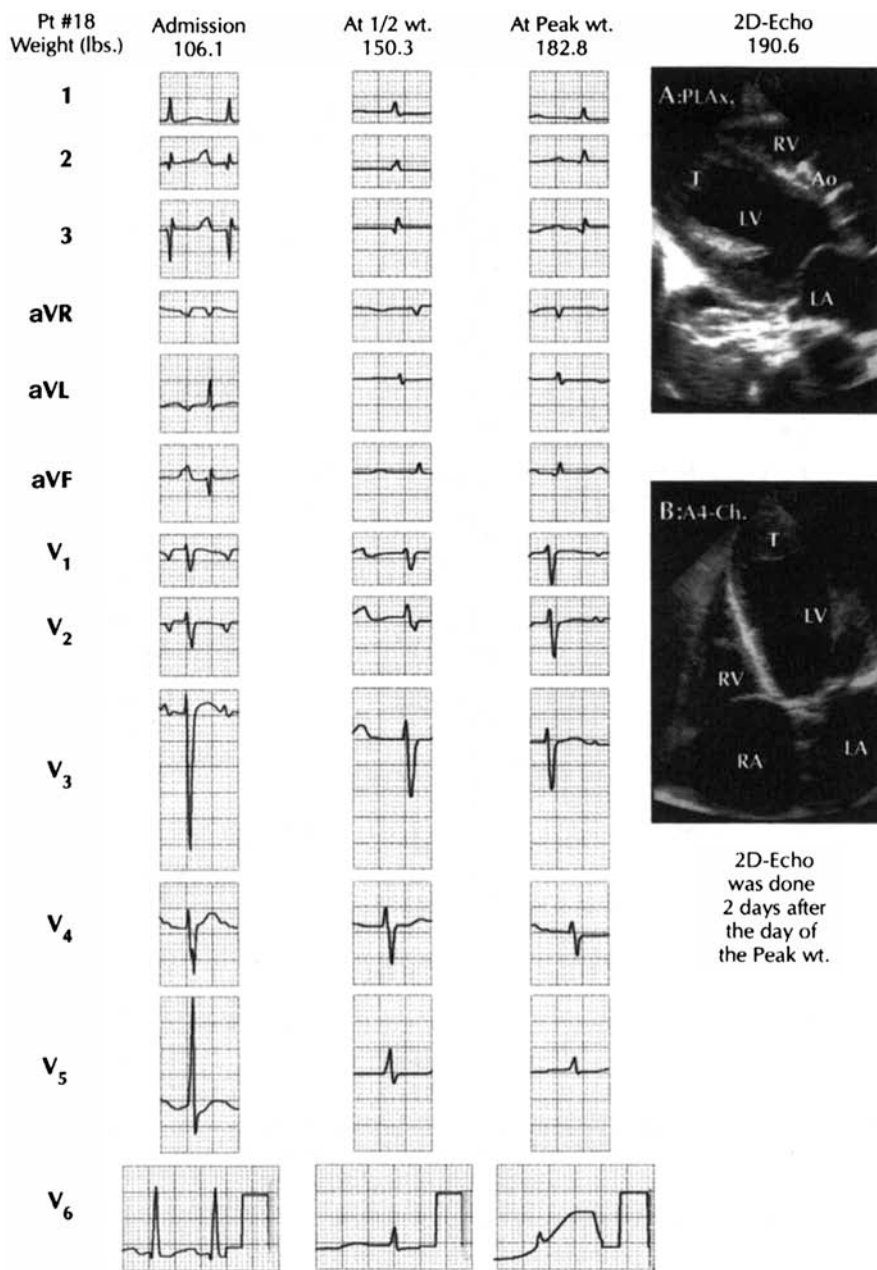 Pt #18
Weight (lbs.)
Admission
106.1
At 1/2 wt.
150.3
At Peak wt.
182.8
2D-Echo
190.6
1
2
3
aVR
aVL
aVF
V1
V2
V3
V4
V5
V6
A:PLAx.
RV
T
Ao
LV
LA
B:A4-Ch.
T
LV
RV
RA
LA
2D-Echo
was done
2 days after
the day of
the Peak wt.